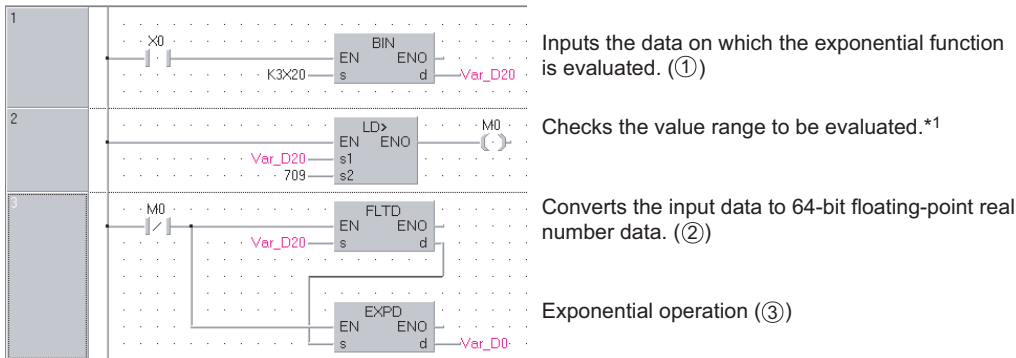 1
X0
BIN
EN ENO
K3X20 s d Var_D20
Inputs the data on which the exponential function
is evaluated. (①)
2
LD>
M0
EN ENO
Var_D20 s1
709 s2
Checks the value range to be evaluated.*1
3
M0
FLTD
EN ENO
Var_D20 s d
Converts the input data to 64-bit floating-point real
number data. (②)
EXPD
EN ENO
s d Var_D0
Exponential operation (③)